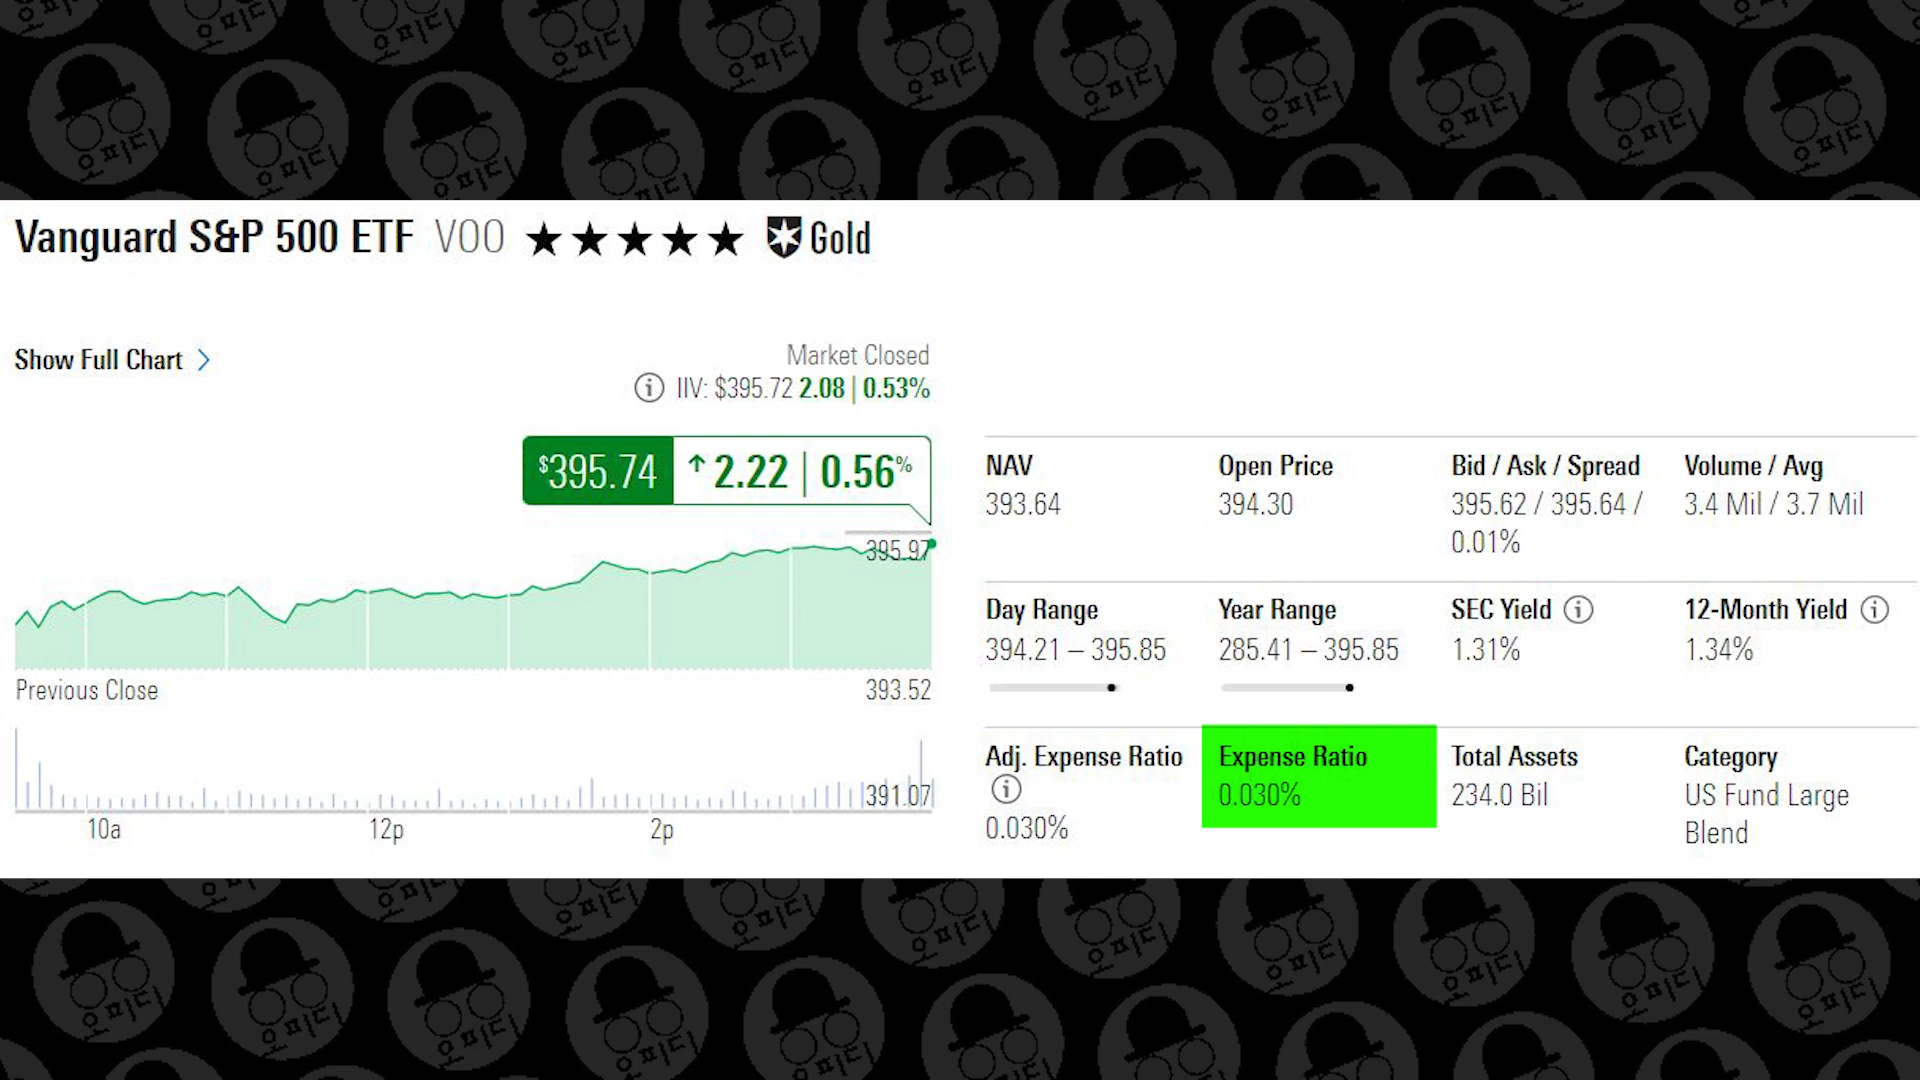 Vanguard S&P 500 ETF VOO ★★★★★ Gold
Show Full Chart
Market Closed
IIV: $395.72 2.08 | 0.53%
$395.74 ↑ 2.22 | 0.56%
395.97
Previous Close 393.52
391.07
10a 12p 2p
NAV
393.64
Open Price
394.30
Bid / Ask / Spread
395.62 / 395.64 /
0.01%
Volume / Avg
3.4 Mil / 3.7 Mil
Day Range
394.21 – 395.85
Year Range
285.41 – 395.85
SEC Yield
1.31%
12-Month Yield
1.34%
Adj. Expense Ratio
0.030%
Expense Ratio
0.030%
Total Assets
234.0 Bil
Category
US Fund Large
Blend
오피디